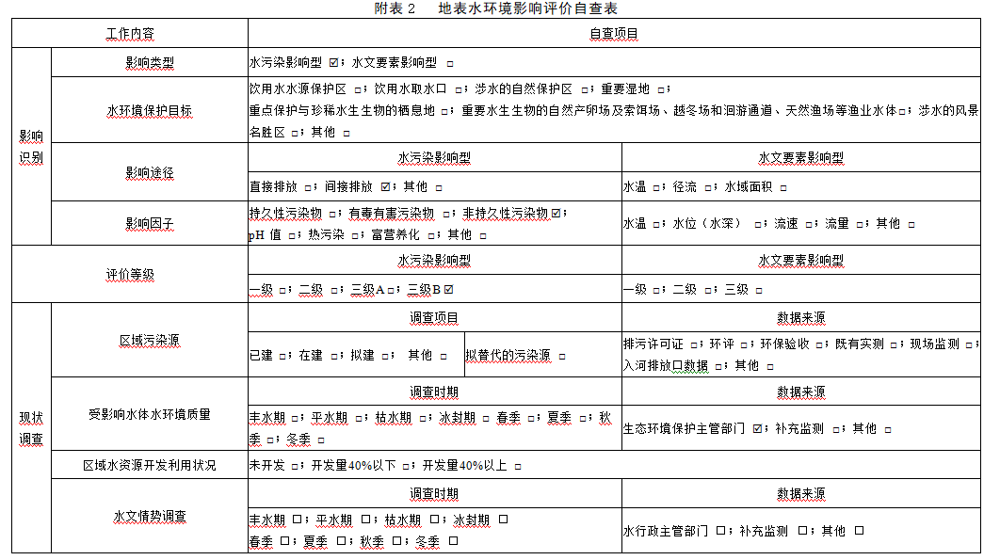 附表 2 地表水环境影响评价自查表
工作内容 自查项目
影响识别 影响类型 水污染影响型 ☑；水文要素影响型 □
水环境保护目标 饮用水水源保护区 □；饮用水取水口 □；涉水的自然保护区 □；重要湿地 □；
重点保护与珍稀水生生物的栖息地 □；重要水生生物的自然产卵场及索饵场、越冬场和洄游通道、天然渔场等渔业水体□；涉水的风景
名胜区 □；其他 □
影响途径 水污染影响型 水文要素影响型
直接排放 □；间接排放 ☑；其他 □ 水温 □；径流 □；水域面积 □
影响因子 持久性污染物 □；有毒有害污染物 □；非持久性污染物☑；
pH 值 □；热污染 □；富营养化 □；其他 □ 水温 □；水位（水深） □；流速 □；流量 □；其他 □
评价等级 水污染影响型 水文要素影响型
一级 □；二级 □；三级A□；三级B☑ 一级 □；二级 □；三级 □
现状调查 区域污染源 调查项目 数据来源
已建 □；在建 □；拟建 □； 其他 □ 拟替代的污染源 □ 排污许可证 □；环评 □；环保验收 □；既有实测 □；现场监测 □；
入河排放口数据 □；其他 □
受影响水体水环境质量 调查时期 数据来源
丰水期 □；平水期 □；枯水期 □；冰封期 □ 春季 □；夏季 □；秋
季 □；冬季 □ 生态环境保护主管部门 ☑；补充监测 □；其他 □
区域水资源开发利用状况 未开发 □；开发量40%以下 □；开发量40%以上 □
水文情势调查 调查时期 数据来源
丰水期 □；平水期 □；枯水期 □；冰封期 □
春季 □；夏季 □；秋季 □；冬季 □ 水行政主管部门 □；补充监测 □；其他 □